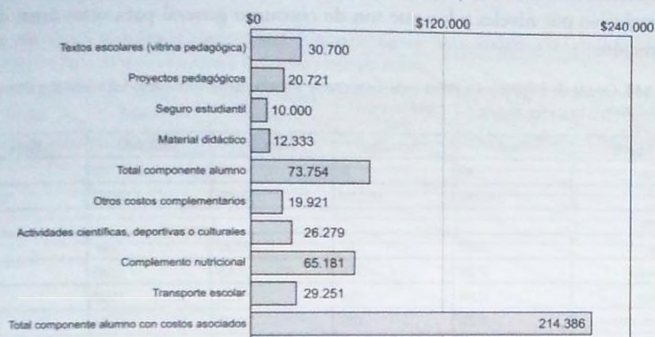 $0 $120.000 $240.000
Textos escolares (vitrina pedagógica) 30.700
Proyectos pedagógicos 20.721
Seguro estudiantil 10.000
Material didáctico 12.333
Total componente alumno 73.754
Otros costos complementarios 19.921
Actividades científicas, deportivas o culturales 26.279
Complemento nutricional 65.181
Transporte escolar 29.251
Total componente alumno con costos asociados 214.386